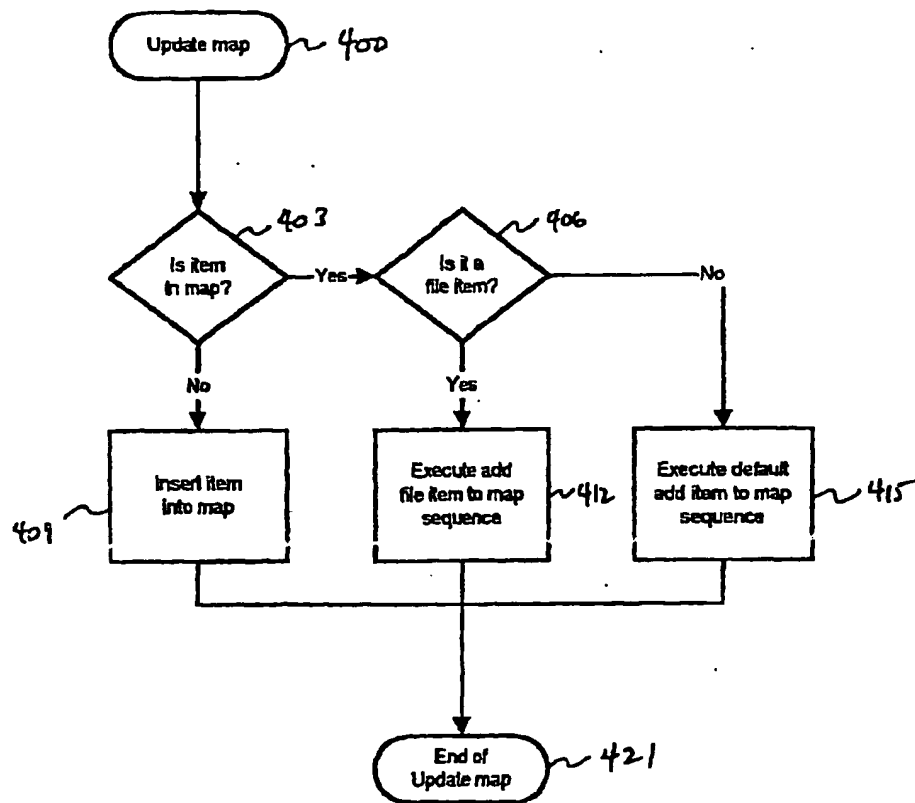 Update map
400
403
406
Is item
in map?
Yes
Is it a
file item?
No
No
Yes
Insert item
into map
Execute add
file item to map
sequence
Execute default
add item to map
sequence
409
412
415
End of
Update map
421